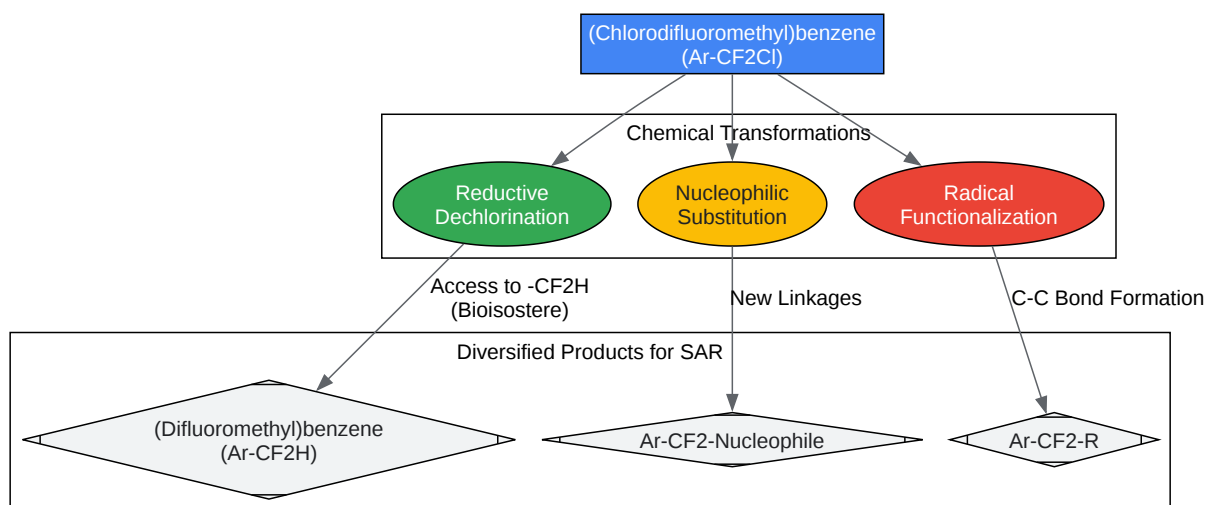 (Chlorodifluoromethyl)benzene
(Ar-CF2Cl)
Chemical Transformations
Reductive
Dechlorination
Nucleophilic
Substitution
Radical
Functionalization
Access to -CF2H
(Bioisostere)
New Linkages
C-C Bond Formation
Diversified Products for SAR
(Difluoromethyl)benzene
(Ar-CF2H)
Ar-CF2-Nucleophile
Ar-CF2-R